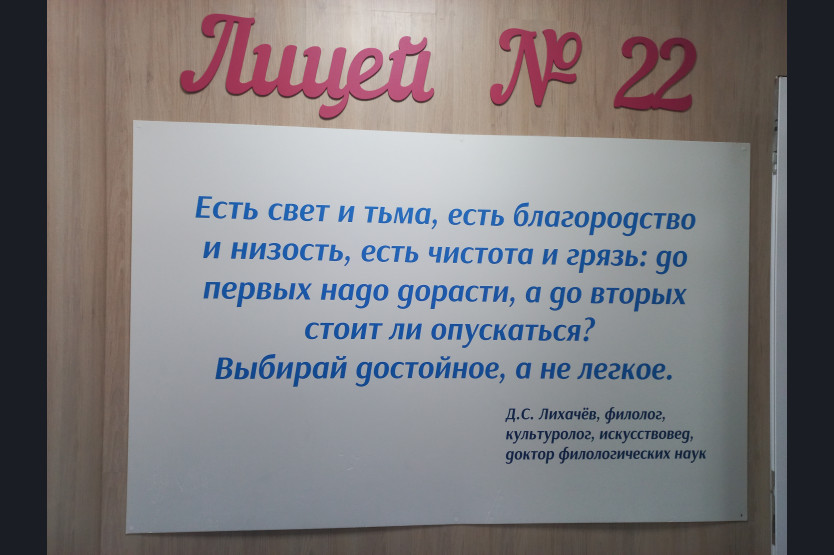 Лицей № 22
Есть свет и тьма, есть благородство
и низость, есть чистота и грязь: до
первых надо дорасти, а до вторых
стоит ли опускаться?
Выбирай достойное, а не легкое.
Д.С. Лихачёв, филолог,
культуролог, искусствовед,
доктор филологических наук